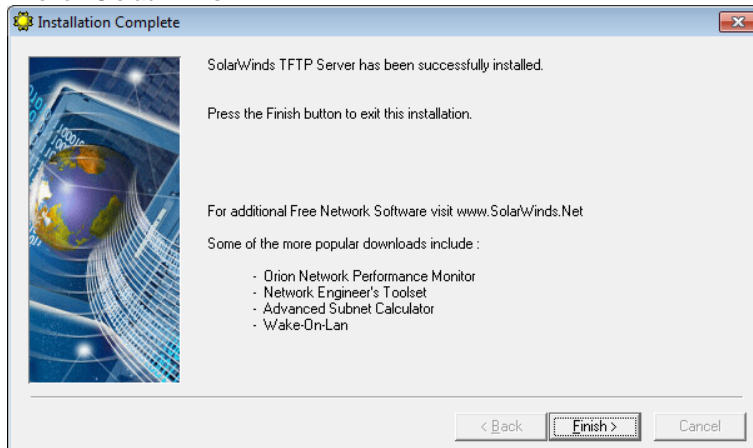 Installation Complete
SolarWinds TFTP Server has been successfully installed.
Press the Finish button to exit this installation.
For additional Free Network Software visit www.SolarWinds.Net
Some of the more popular downloads include :
- Orion Network Performance Monitor
- Network Engineer's Toolset
- Advanced Subnet Calculator
- Wake-On-Lan
< Back
Finish >
Cancel